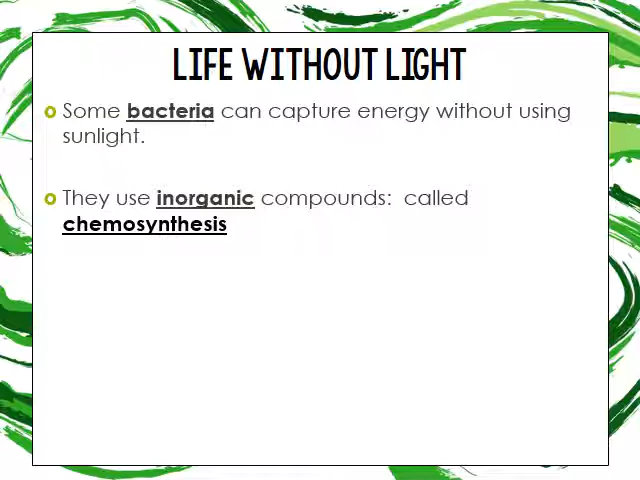 LIFE WITHOUT LIGHT
Some bacteria can capture energy without using
sunlight.
They use inorganic compounds:  called
chemosynthesis